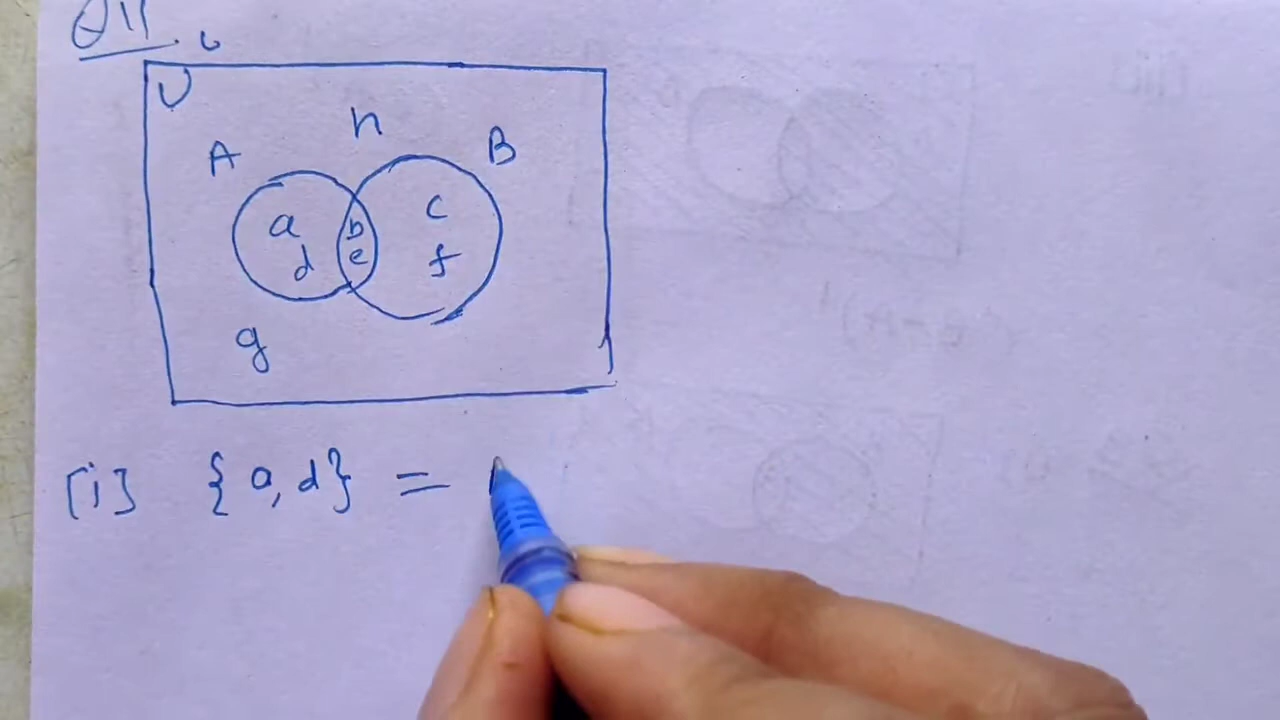 Q11.
U
h
A B
a b c
d e f
g
[i] {a, d} =